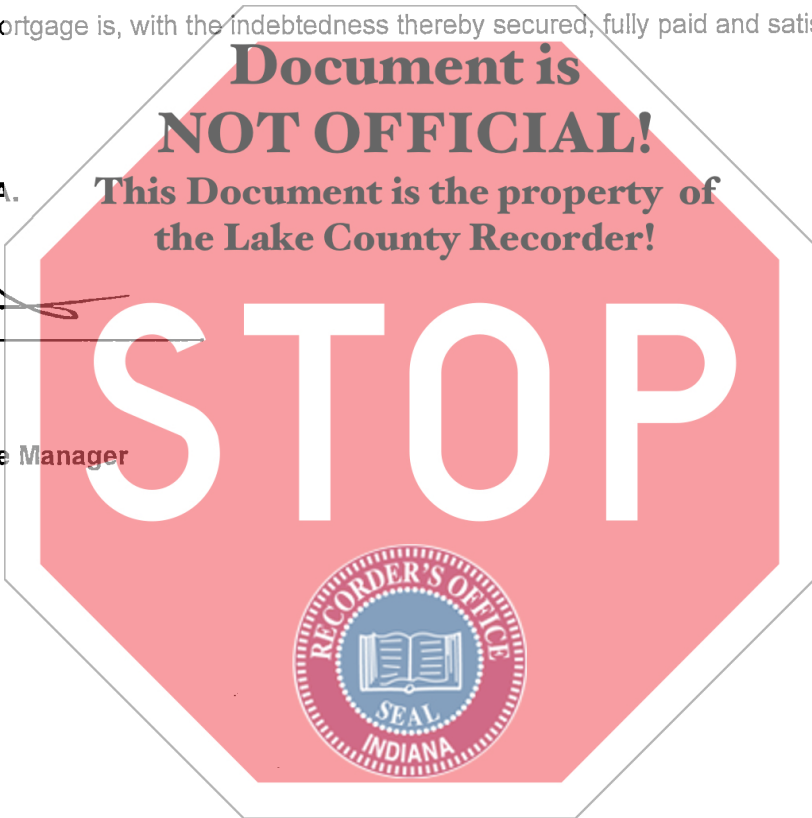 ortgage is, with the indebtedness thereby secured, fully paid and satis
Document is
NOT OFFICIAL!
This Document is the property of
the Lake County Recorder!
A.
STOP
e Manager
RECORDER'S OFFICE
SEAL
INDIANA